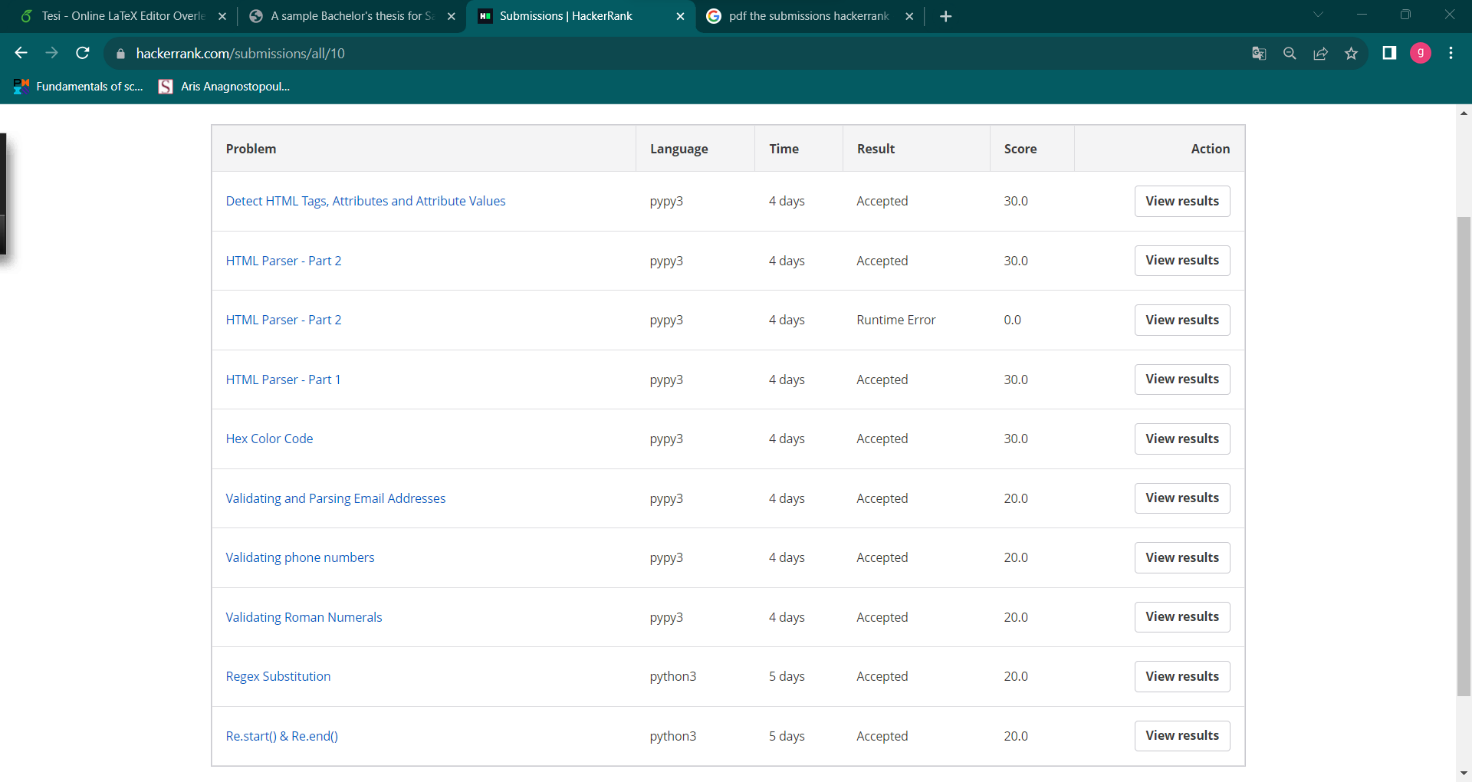 Tesi - Online LaTeX Editor Overle
A sample Bachelor's thesis for Sa
Submissions | HackerRank
pdf the submissions hackerrank
hackerrank.com/submissions/all/10
g
Fundamentals of sc...
Aris Anagnostopoul...
Problem Language Time Result Score Action
Detect HTML Tags, Attributes and Attribute Values pypy3 4 days Accepted 30.0 View results
HTML Parser - Part 2 pypy3 4 days Accepted 30.0 View results
HTML Parser - Part 2 pypy3 4 days Runtime Error 0.0 View results
HTML Parser - Part 1 pypy3 4 days Accepted 30.0 View results
Hex Color Code pypy3 4 days Accepted 30.0 View results
Validating and Parsing Email Addresses pypy3 4 days Accepted 20.0 View results
Validating phone numbers pypy3 4 days Accepted 20.0 View results
Validating Roman Numerals pypy3 4 days Accepted 20.0 View results
Regex Substitution python3 5 days Accepted 20.0 View results
Re.start() & Re.end() python3 5 days Accepted 20.0 View results